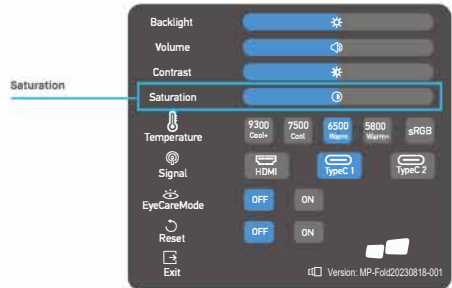 Backlight
Volume
Contrast
Saturation
Saturation
Temperature
9300 7500 6500 5800 sRGB
Cool+ Cool Warm Warm+
Signal
HDMI TypeC 1 TypeC 2
EyeCareMode
OFF ON
Reset
OFF ON
Exit
Version: MP-Fold20230818-001